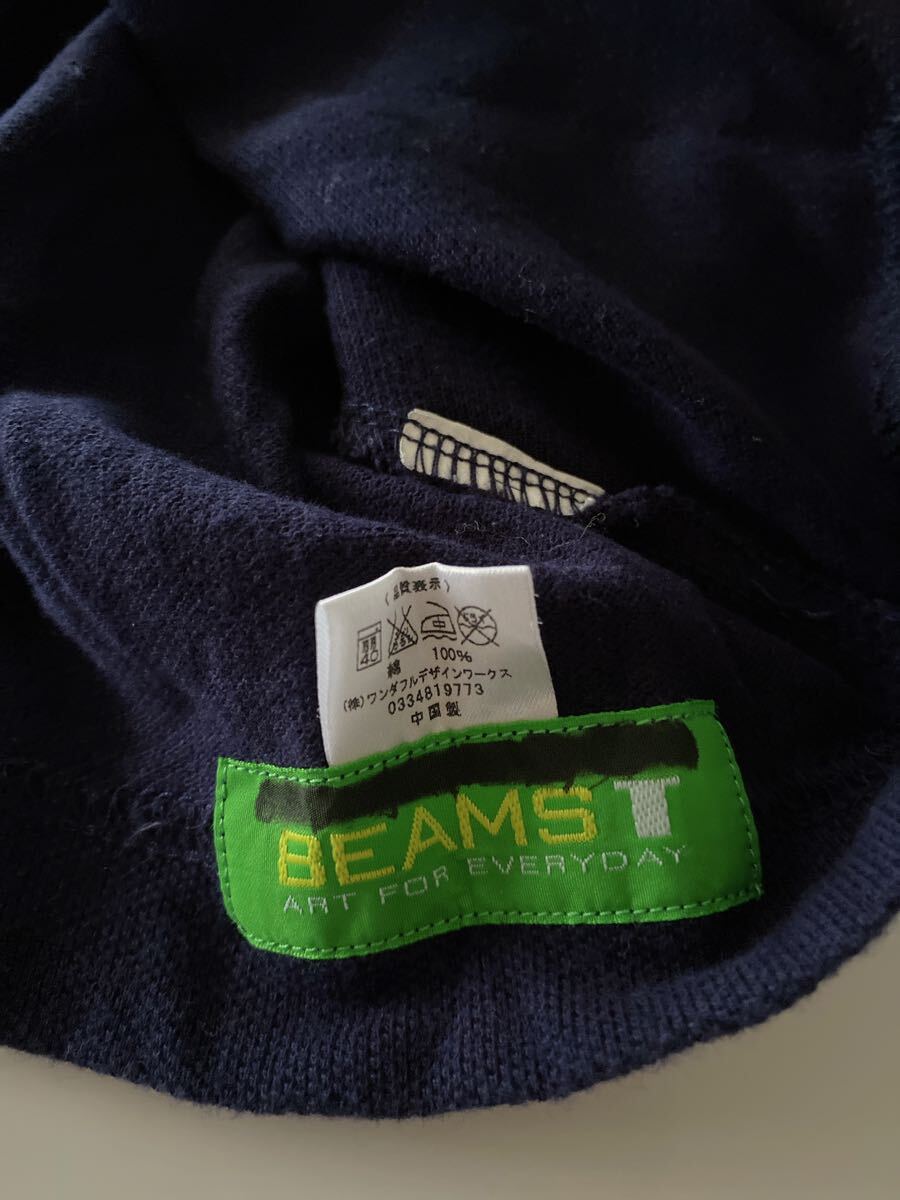 (品質表示)
40
綿 100%
(株)ワンダフルデザインワークス
0334819773
中国製
BEAMS T
ART FOR EVERYDAY